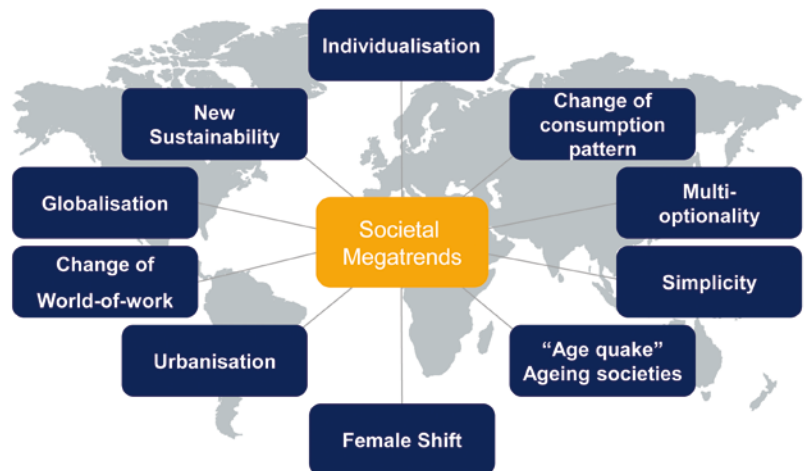 Individualisation
New
Sustainability
Change of
consumption
pattern
Globalisation
Multi-
optionality
Societal
Megatrends
Change of
World-of-work
Simplicity
Urbanisation
“Age quake”
Ageing societies
Female Shift